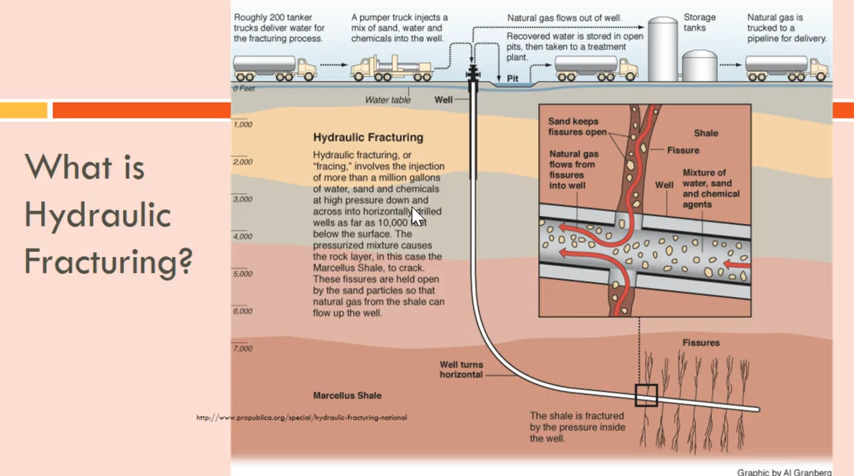 What is
Hydraulic
Fracturing?
Roughly 200 tanker
trucks deliver water for
the fracturing process.
A pumper truck injects a
mix of sand, water and
chemicals into the well.
Natural gas flows out of well.
Recovered water is stored in open
pits, then taken to a treatment
plant.
Storage
tanks
Natural gas is
trucked to a
pipeline for delivery.
Pit
0 Feet
Water table
Well
1,000
2,000
3,000
4,000
5,000
6,000
7,000
Hydraulic Fracturing
Hydraulic fracturing, or
“fracing,” involves the injection
of more than a million gallons
of water, sand and chemicals
at high pressure down and
across into horizontally drilled
wells as far as 10,000
below the surface. The
pressurized mixture causes
the rock layer, in this case the
Marcellus Shale, to crack.
These fissures are held open
by the sand particles so that
natural gas from the shale can
flow up the well.
Sand keeps
fissures open
Shale
Fissure
Natural gas
flows from
fissures
into well
Well
Mixture of
water, sand
and chemical
agents
Well turns
horizontal
Fissures
Marcellus Shale
The shale is fractured
by the pressure inside
the well.
http://www.propublica.org/special/hydraulic-fracturing-national
Graphic by Al Granberg